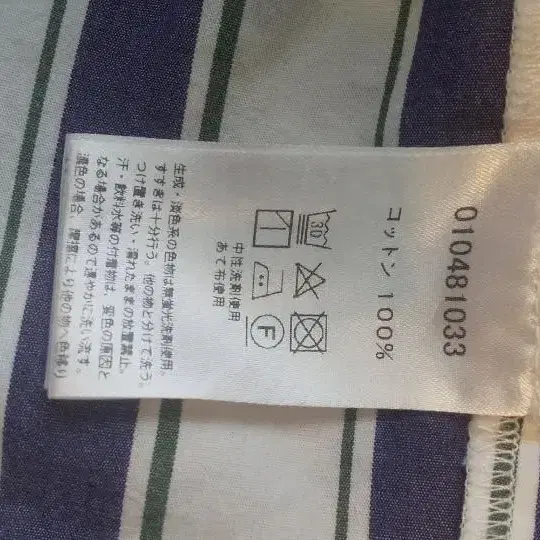 010481033
コットン 100%
30
F
中性洗剤使用
あて布使用
生成・淡色系の色物は無蛍光洗剤使用。
すすぎは十分行う。他の物と分けて洗う。
つけ置き洗い・濡れたままの放置禁止。
汗・飲料水等の付着物は、変色の原因と
なる場合があるので速やかに洗い流す。
濃色の場合、環境により他の物へ色移り